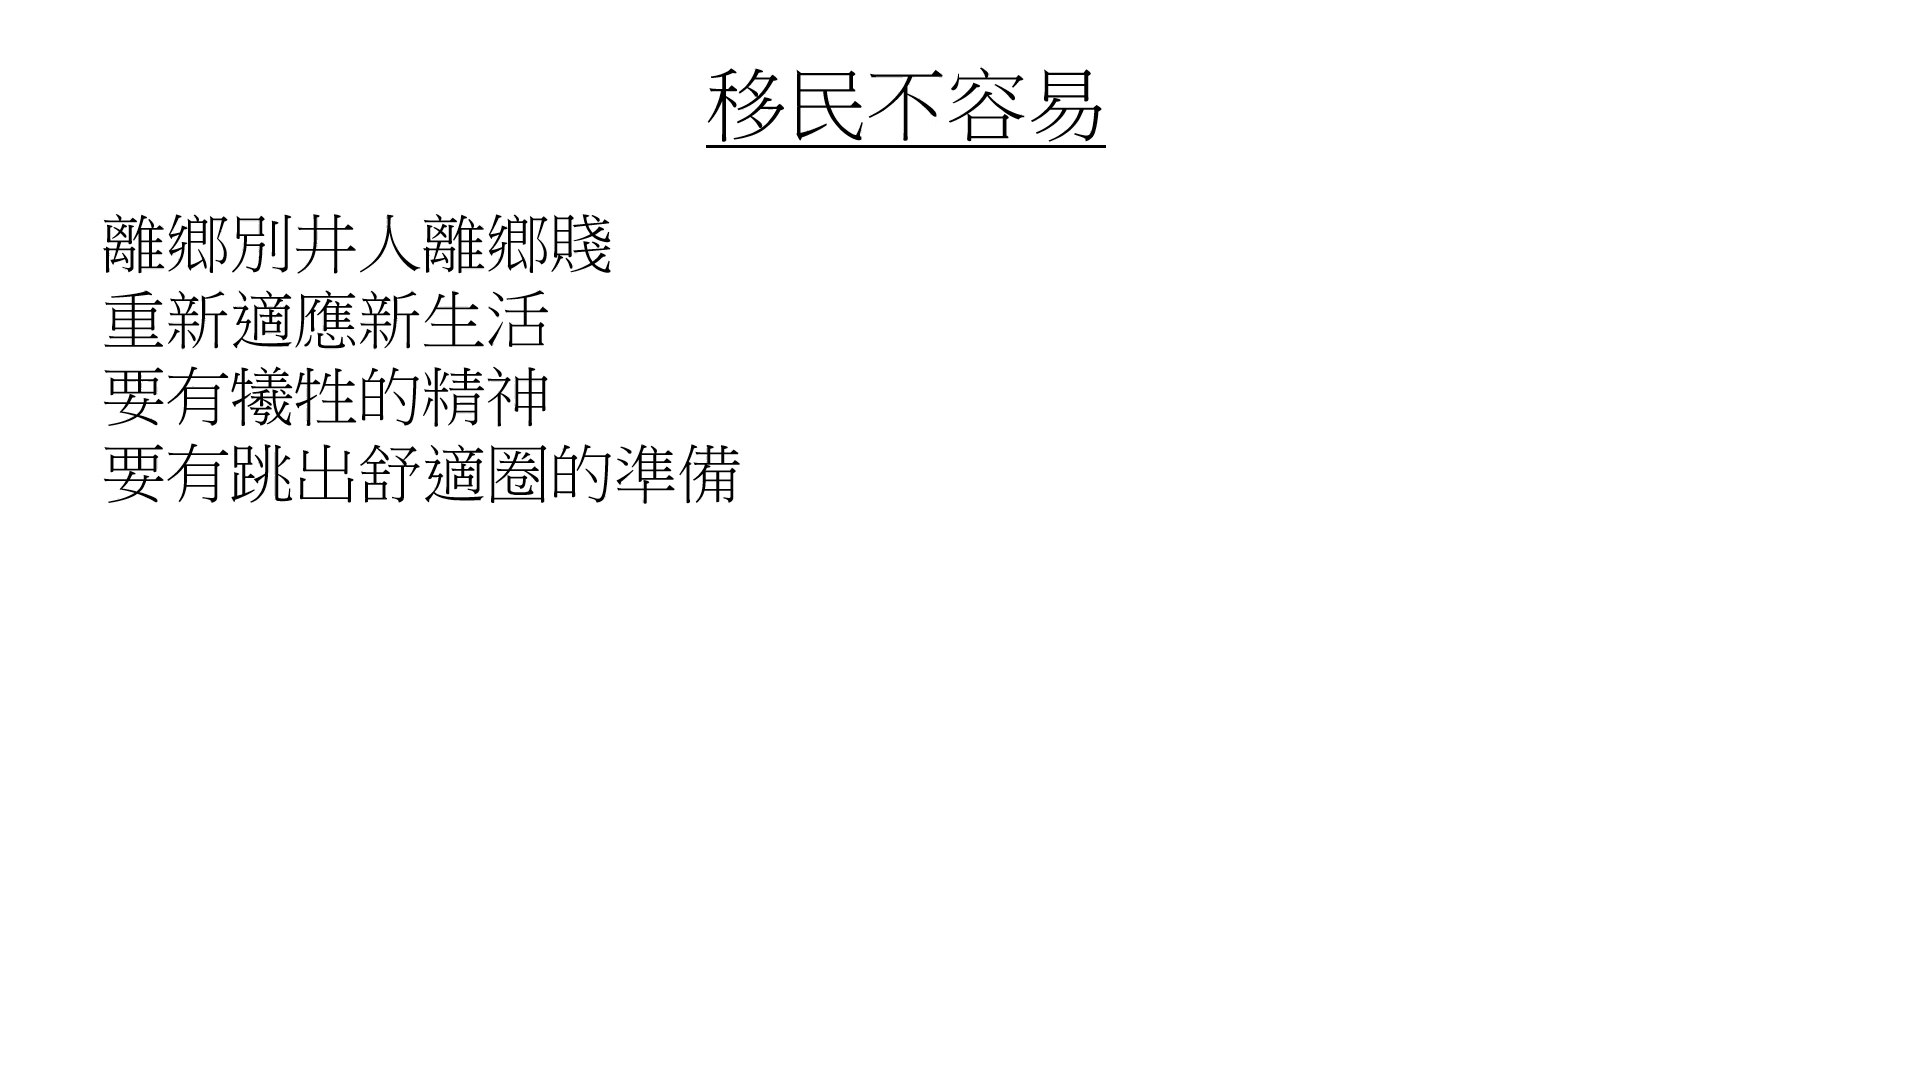 移民不容易
離鄉別井人離鄉賤
重新適應新生活
要有犧牲的精神
要有跳出舒適圈的準備